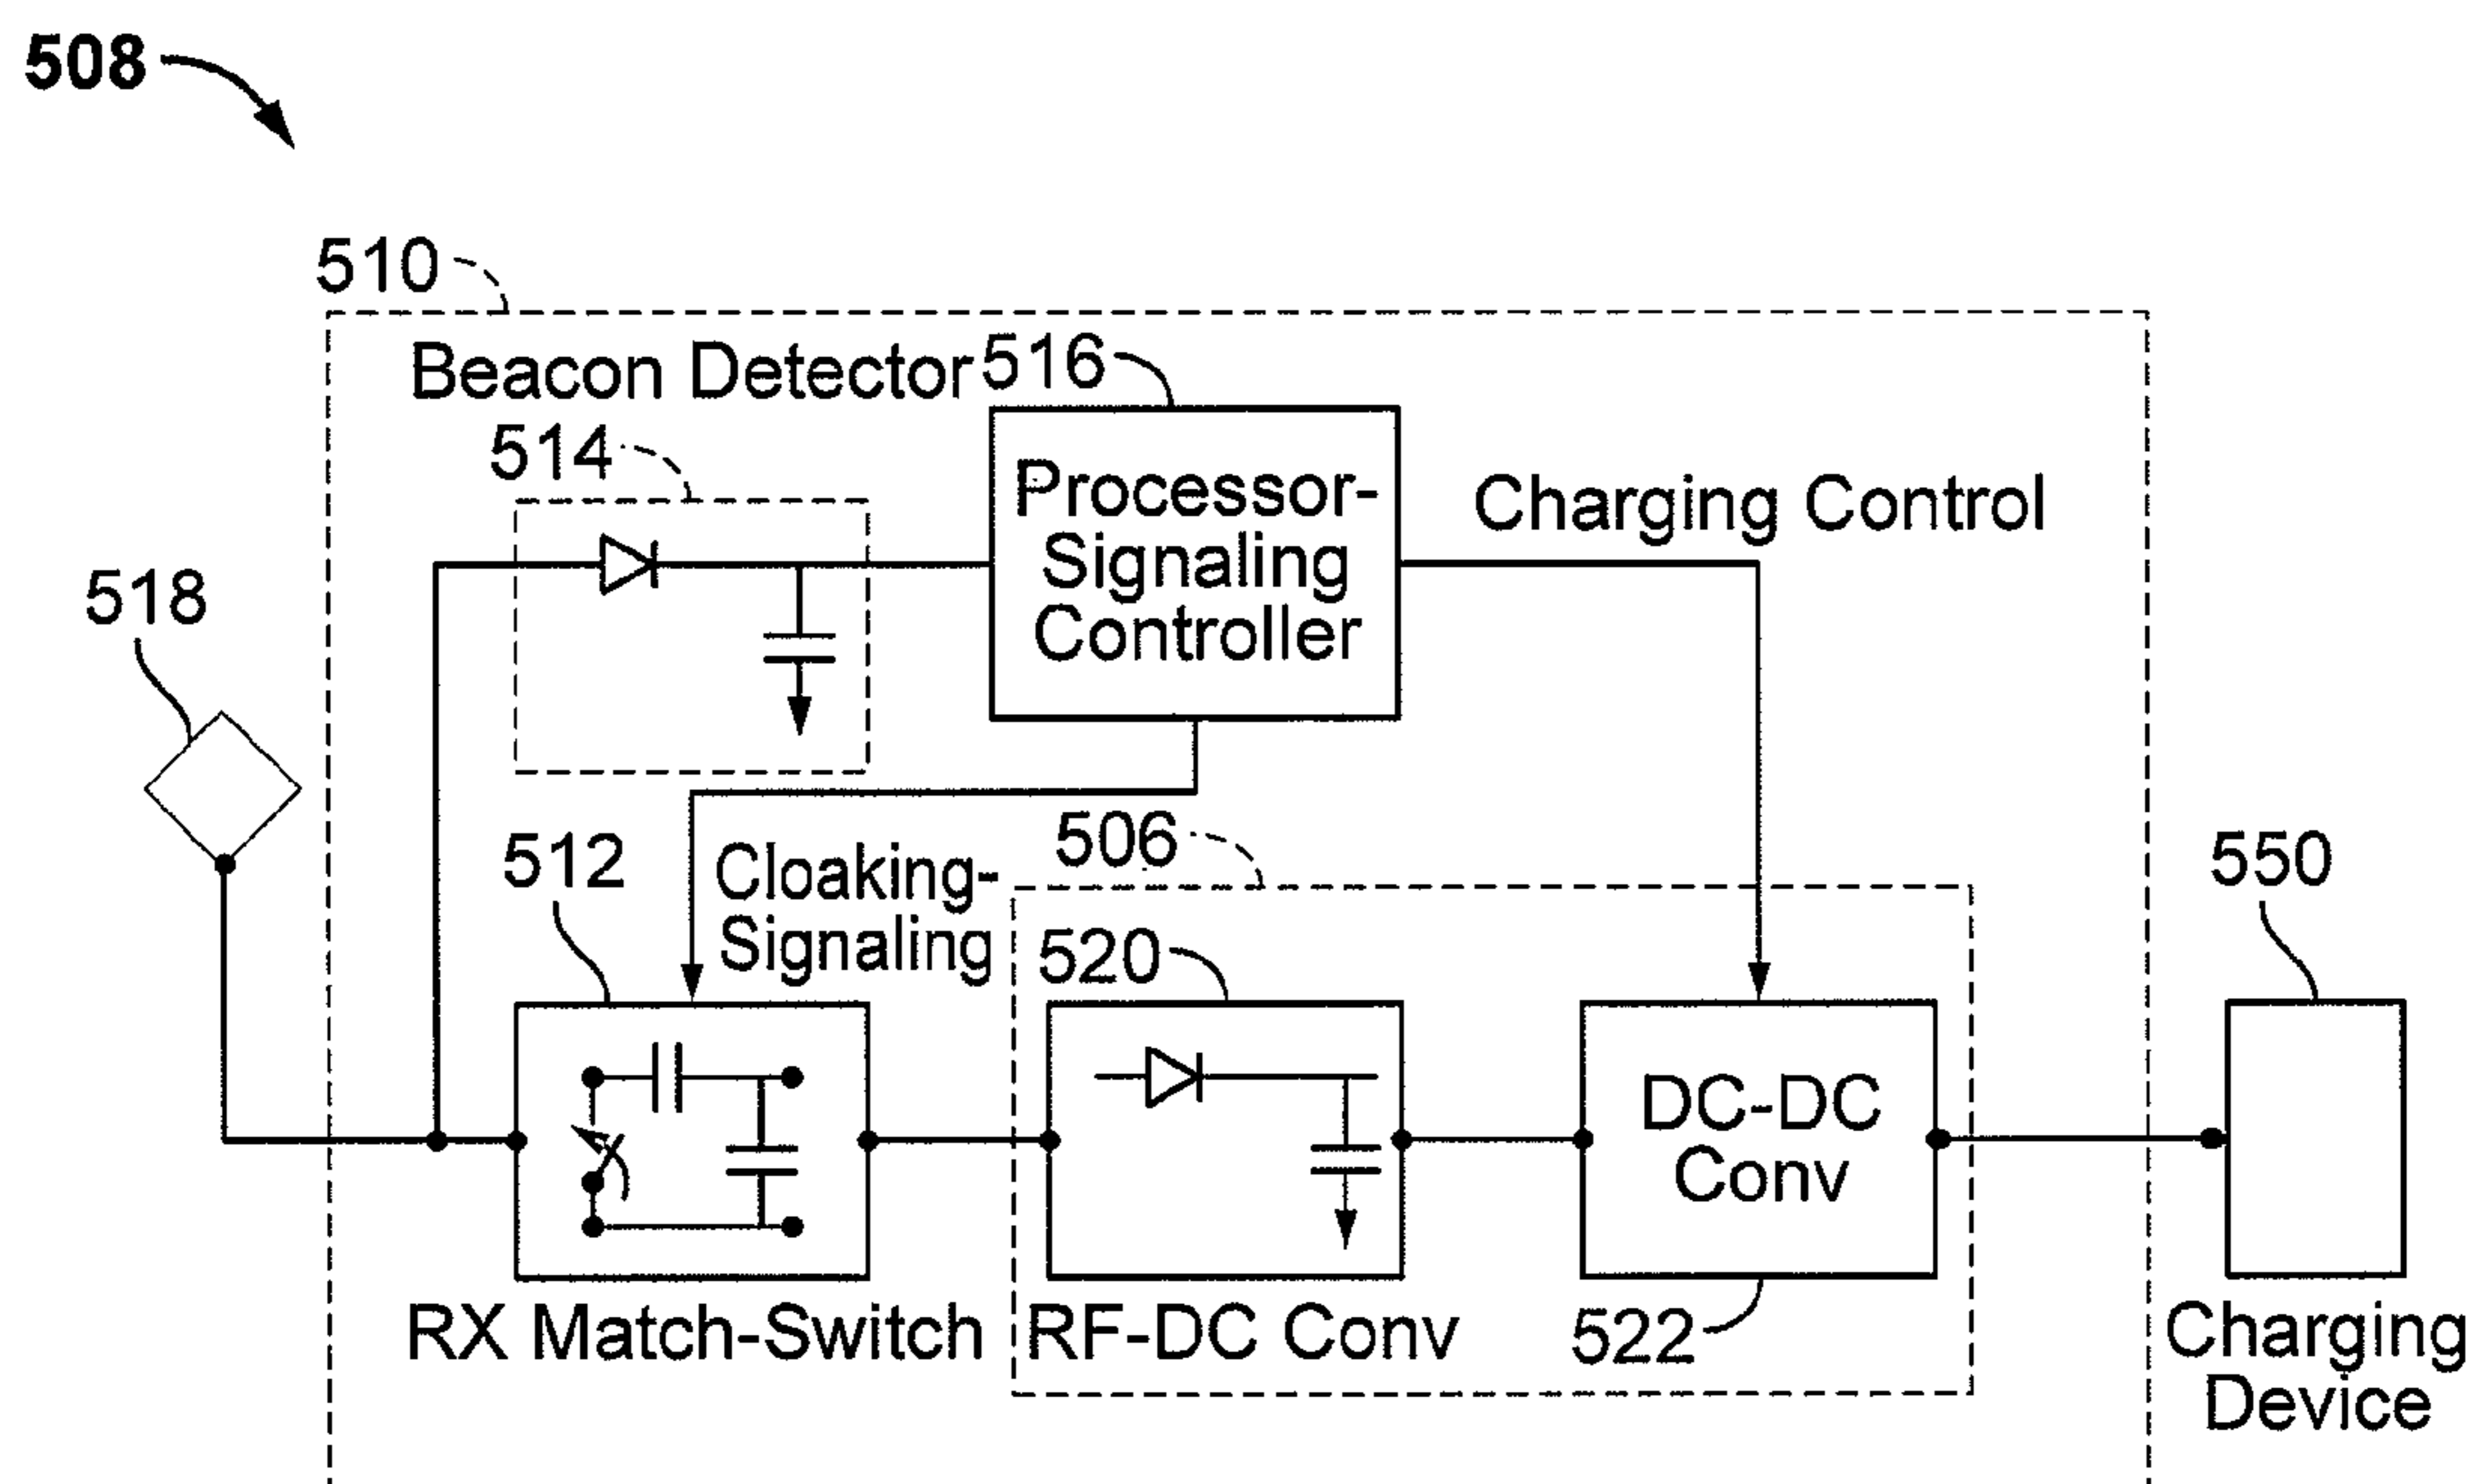 508
510
Beacon Detector
516
514
Processor-
Signaling
Controller
Charging Control
518
512
Cloaking-
Signaling
506
520
550
DC-DC
Conv
RX Match-Switch
RF-DC Conv
522
Charging
Device